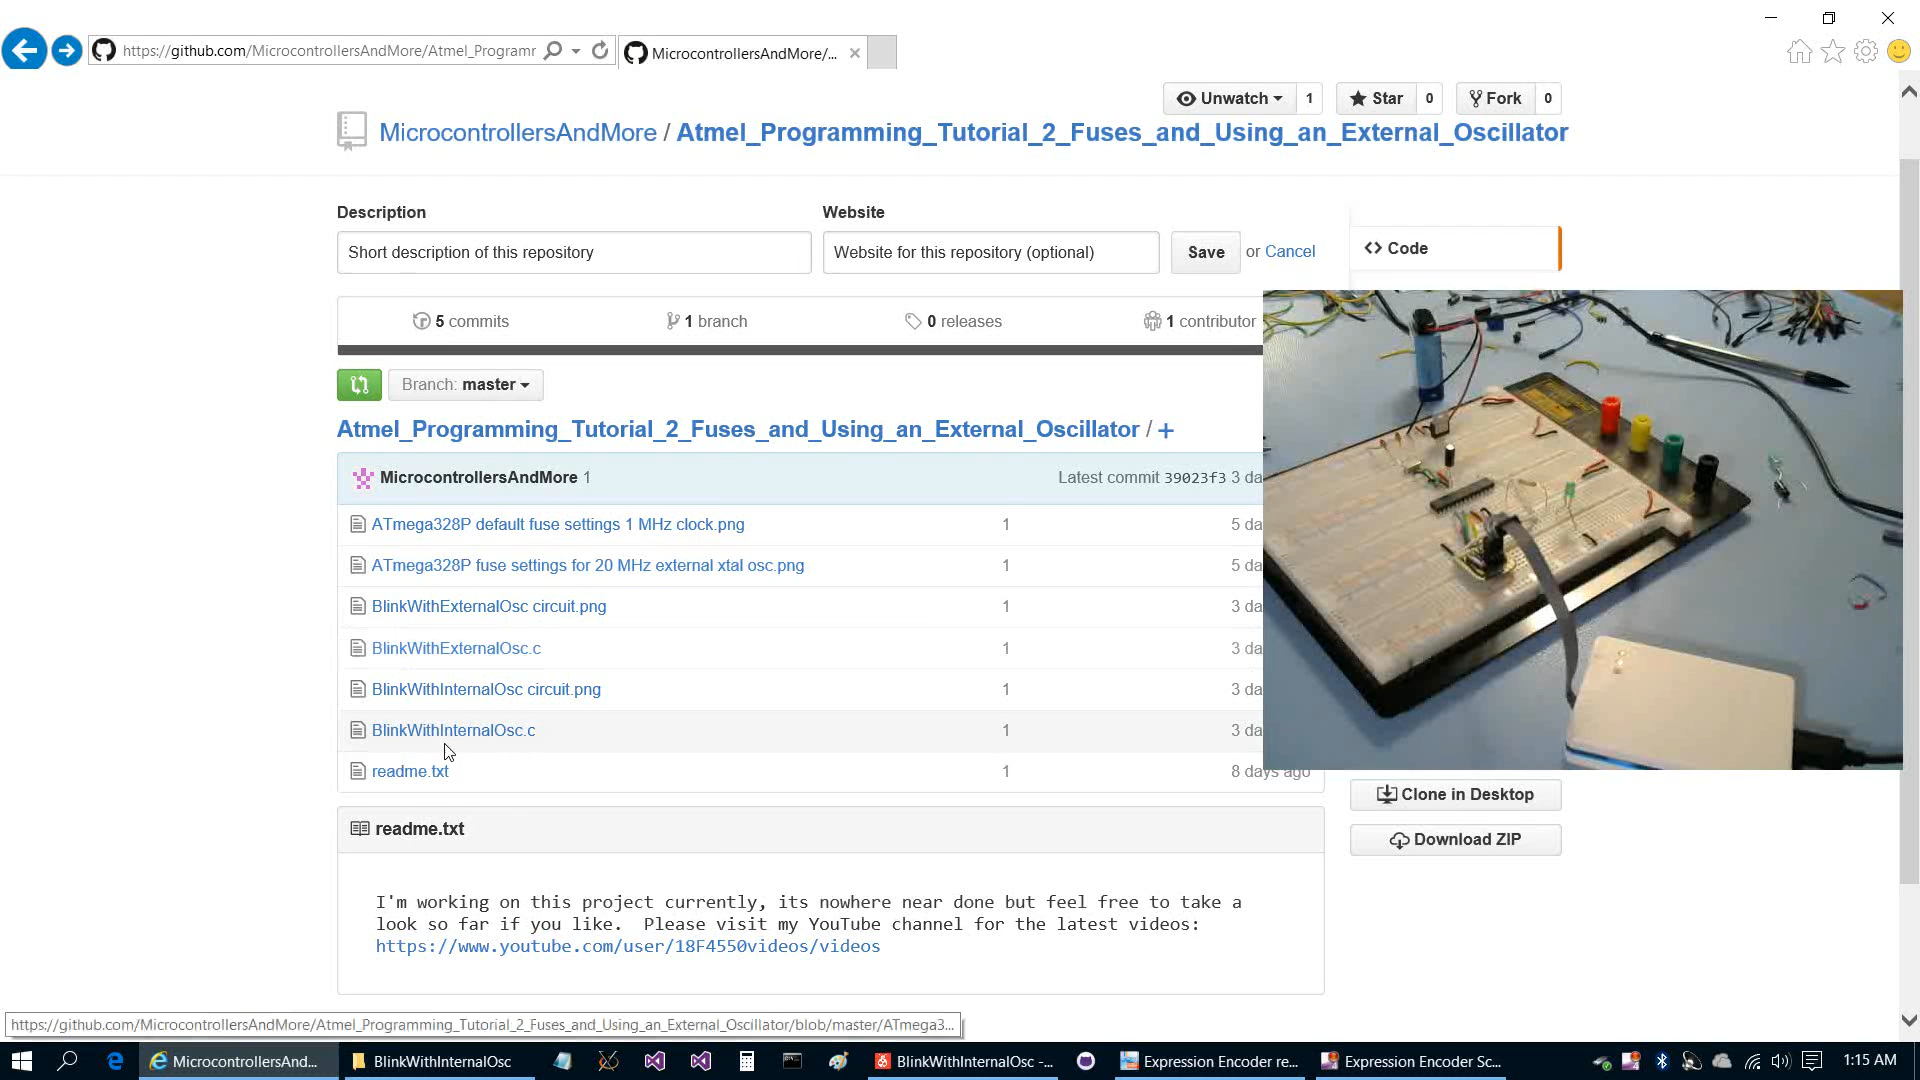 https://github.com/MicrocontrollersAndMore/Atmel_Programr
MicrocontrollersAndMore/...
Unwatch 1 Star 0 Fork 0
MicrocontrollersAndMore / Atmel_Programming_Tutorial_2_Fuses_and_Using_an_External_Oscillator
Description Website
Short description of this repository Website for this repository (optional) Save or Cancel
<> Code
5 commits 1 branch 0 releases 1 contributor
Branch: master
Atmel_Programming_Tutorial_2_Fuses_and_Using_an_External_Oscillator / +
MicrocontrollersAndMore 1 Latest commit 39023f3 3 da
ATmega328P default fuse settings 1 MHz clock.png 1 5 da
ATmega328P fuse settings for 20 MHz external xtal osc.png 1 5 da
BlinkWithExternalOsc circuit.png 1 3 da
BlinkWithExternalOsc.c 1 3 da
BlinkWithInternalOsc circuit.png 1 3 da
BlinkWithInternalOsc.c 1 3 da
readme.txt 1 8 days ago
Clone in Desktop
Download ZIP
readme.txt
I'm working on this project currently, its nowhere near done but feel free to take a
look so far if you like. Please visit my YouTube channel for the latest videos:
https://www.youtube.com/user/18F4550videos/videos
https://github.com/MicrocontrollersAndMore/Atmel_Programming_Tutorial_2_Fuses_and_Using_an_External_Oscillator/blob/master/ATmega3...
MicrocontrollersAnd... BlinkWithInternalOsc BlinkWithInternalOsc -... Expression Encoder re... Expression Encoder Sc... 1:15 AM